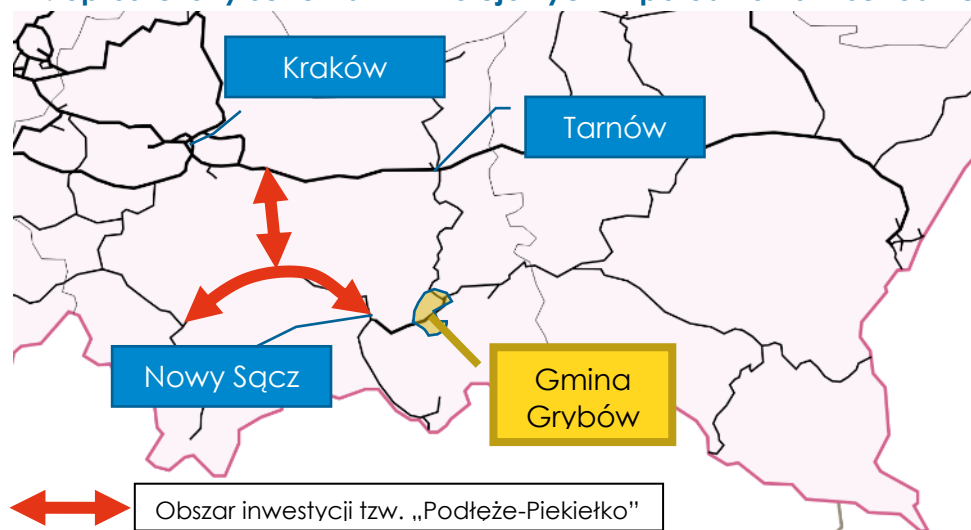 Kraków
Tarnów
Nowy Sącz
Gmina
Grybów
Obszar inwestycji tzw. „Podłęże-Piekiełko”